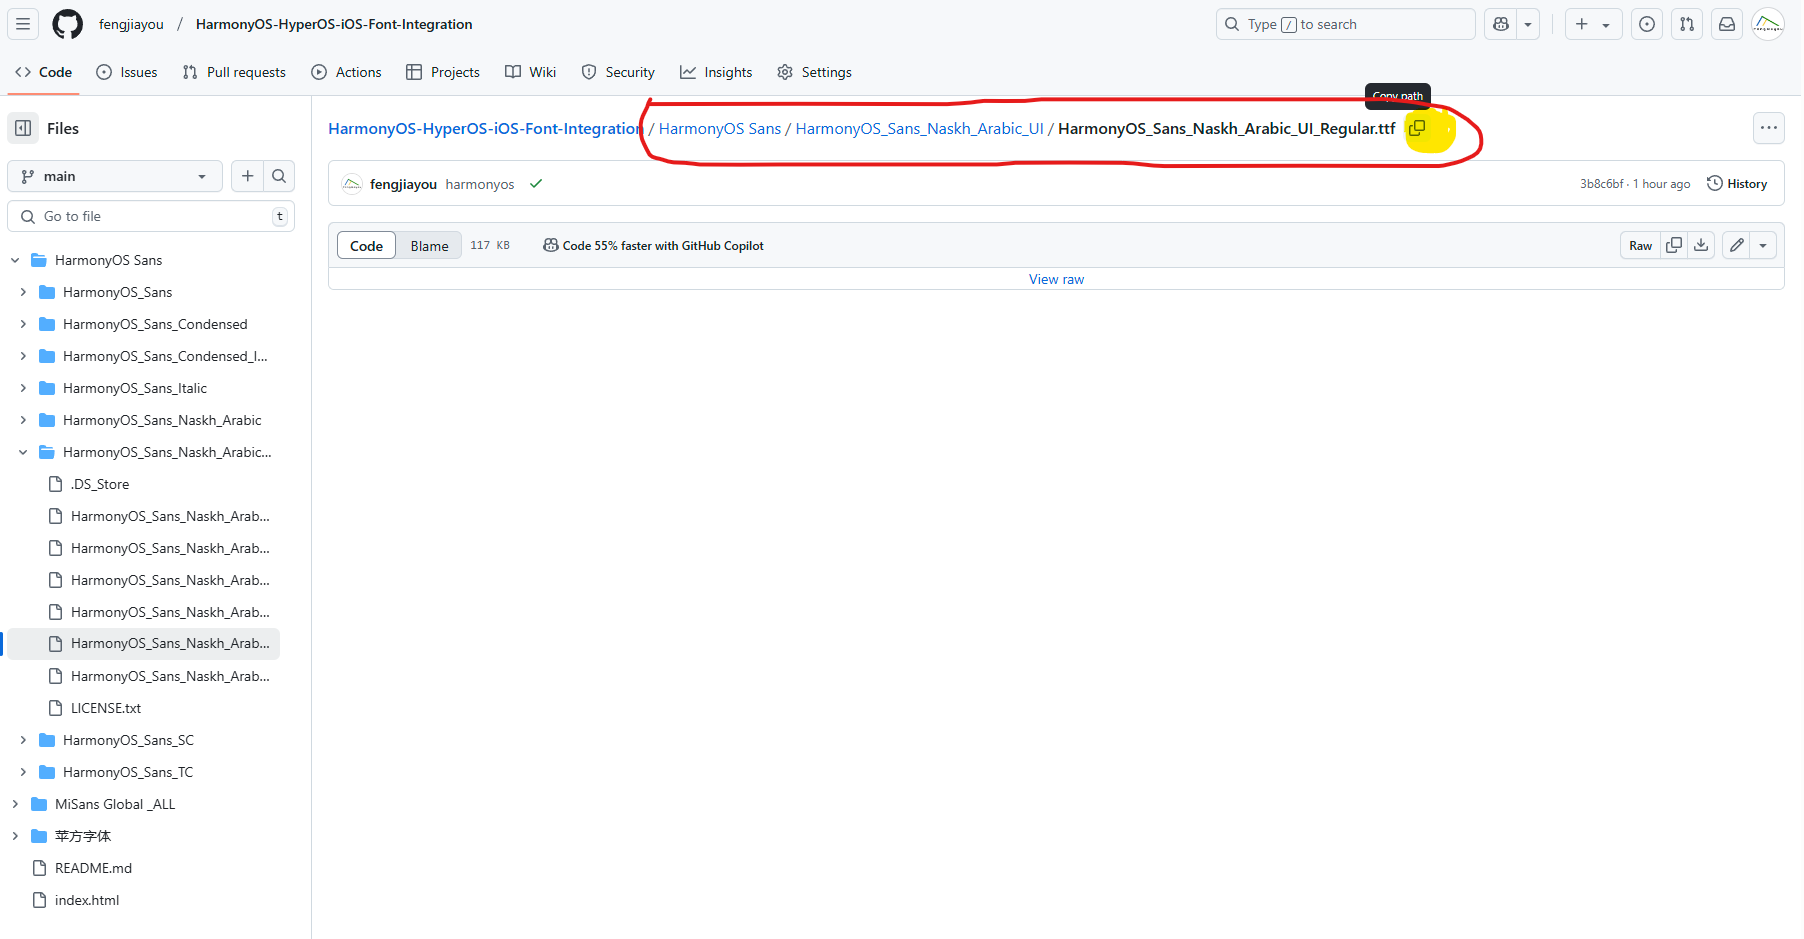 fengjiayou / HarmonyOS-HyperOS-iOS-Font-Integration
Type / to search
Code
Issues
Pull requests
Actions
Projects
Wiki
Security
Insights
Settings
Copy path
Files
HarmonyOS-HyperOS-iOS-Font-Integration / HarmonyOS Sans / HarmonyOS_Sans_Naskh_Arabic_UI / HarmonyOS_Sans_Naskh_Arabic_UI_Regular.ttf
main
Go to file
t
fengjiayou harmonyos
3b8c6bf · 1 hour ago
History
Code
Blame
117 KB
Code 55% faster with GitHub Copilot
Raw
View raw
HarmonyOS Sans
HarmonyOS_Sans
HarmonyOS_Sans_Condensed
HarmonyOS_Sans_Condensed_I...
HarmonyOS_Sans_Italic
HarmonyOS_Sans_Naskh_Arabic
HarmonyOS_Sans_Naskh_Arabic...
.DS_Store
HarmonyOS_Sans_Naskh_Arab...
HarmonyOS_Sans_Naskh_Arab...
HarmonyOS_Sans_Naskh_Arab...
HarmonyOS_Sans_Naskh_Arab...
HarmonyOS_Sans_Naskh_Arab...
HarmonyOS_Sans_Naskh_Arab...
LICENSE.txt
HarmonyOS_Sans_SC
HarmonyOS_Sans_TC
MiSans Global _ALL
苹方字体
README.md
index.html